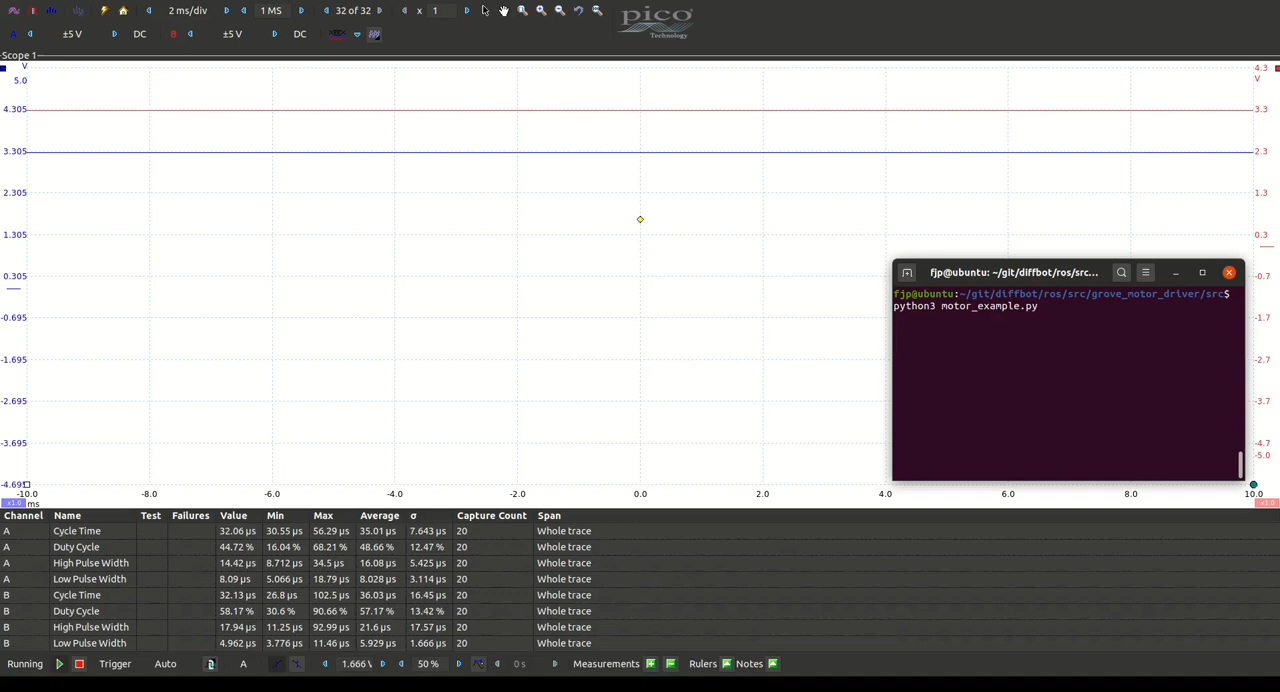 2 ms/div 1 MS 32 of 32 x 1
pico
Technology
A ±5 V DC B ±5 V DC
Scope 1
V 4.3
5.0 V
4.305 3.3
3.305 2.3
2.305 1.3
1.305 0.3
0.305 -0.7
-0.695 -1.7
-1.695 -2.7
-2.695 -3.7
-3.695 -4.7
-5.0
-4.695
-10.0 -8.0 -6.0 -4.0 -2.0 0.0 2.0 4.0 6.0 8.0 10.0
x1.0 ms x1.0
fjp@ubuntu: ~/git/diffbot/ros/src...
fjp@ubuntu:~/git/diffbot/ros/src/grove_motor_driver/src$
python3 motor_example.py
Channel Name Test Failures Value Min Max Average σ Capture Count Span
A Cycle Time 32.06 µs 30.55 µs 56.29 µs 35.01 µs 7.643 µs 20 Whole trace
A Duty Cycle 44.72 % 16.04 % 68.21 % 48.66 % 12.47 % 20 Whole trace
A High Pulse Width 14.42 µs 8.712 µs 34.5 µs 16.08 µs 5.425 µs 20 Whole trace
A Low Pulse Width 8.09 µs 5.066 µs 18.79 µs 8.028 µs 3.114 µs 20 Whole trace
B Cycle Time 32.13 µs 26.8 µs 102.5 µs 36.03 µs 16.45 µs 20 Whole trace
B Duty Cycle 58.17 % 30.6 % 90.66 % 57.17 % 13.42 % 20 Whole trace
B High Pulse Width 17.94 µs 11.25 µs 92.99 µs 21.6 µs 17.57 µs 20 Whole trace
B Low Pulse Width 4.962 µs 3.776 µs 11.46 µs 5.929 µs 1.666 µs 20 Whole trace
Running Trigger Auto A 1.666 V 50 % 0 s Measurements Rulers Notes